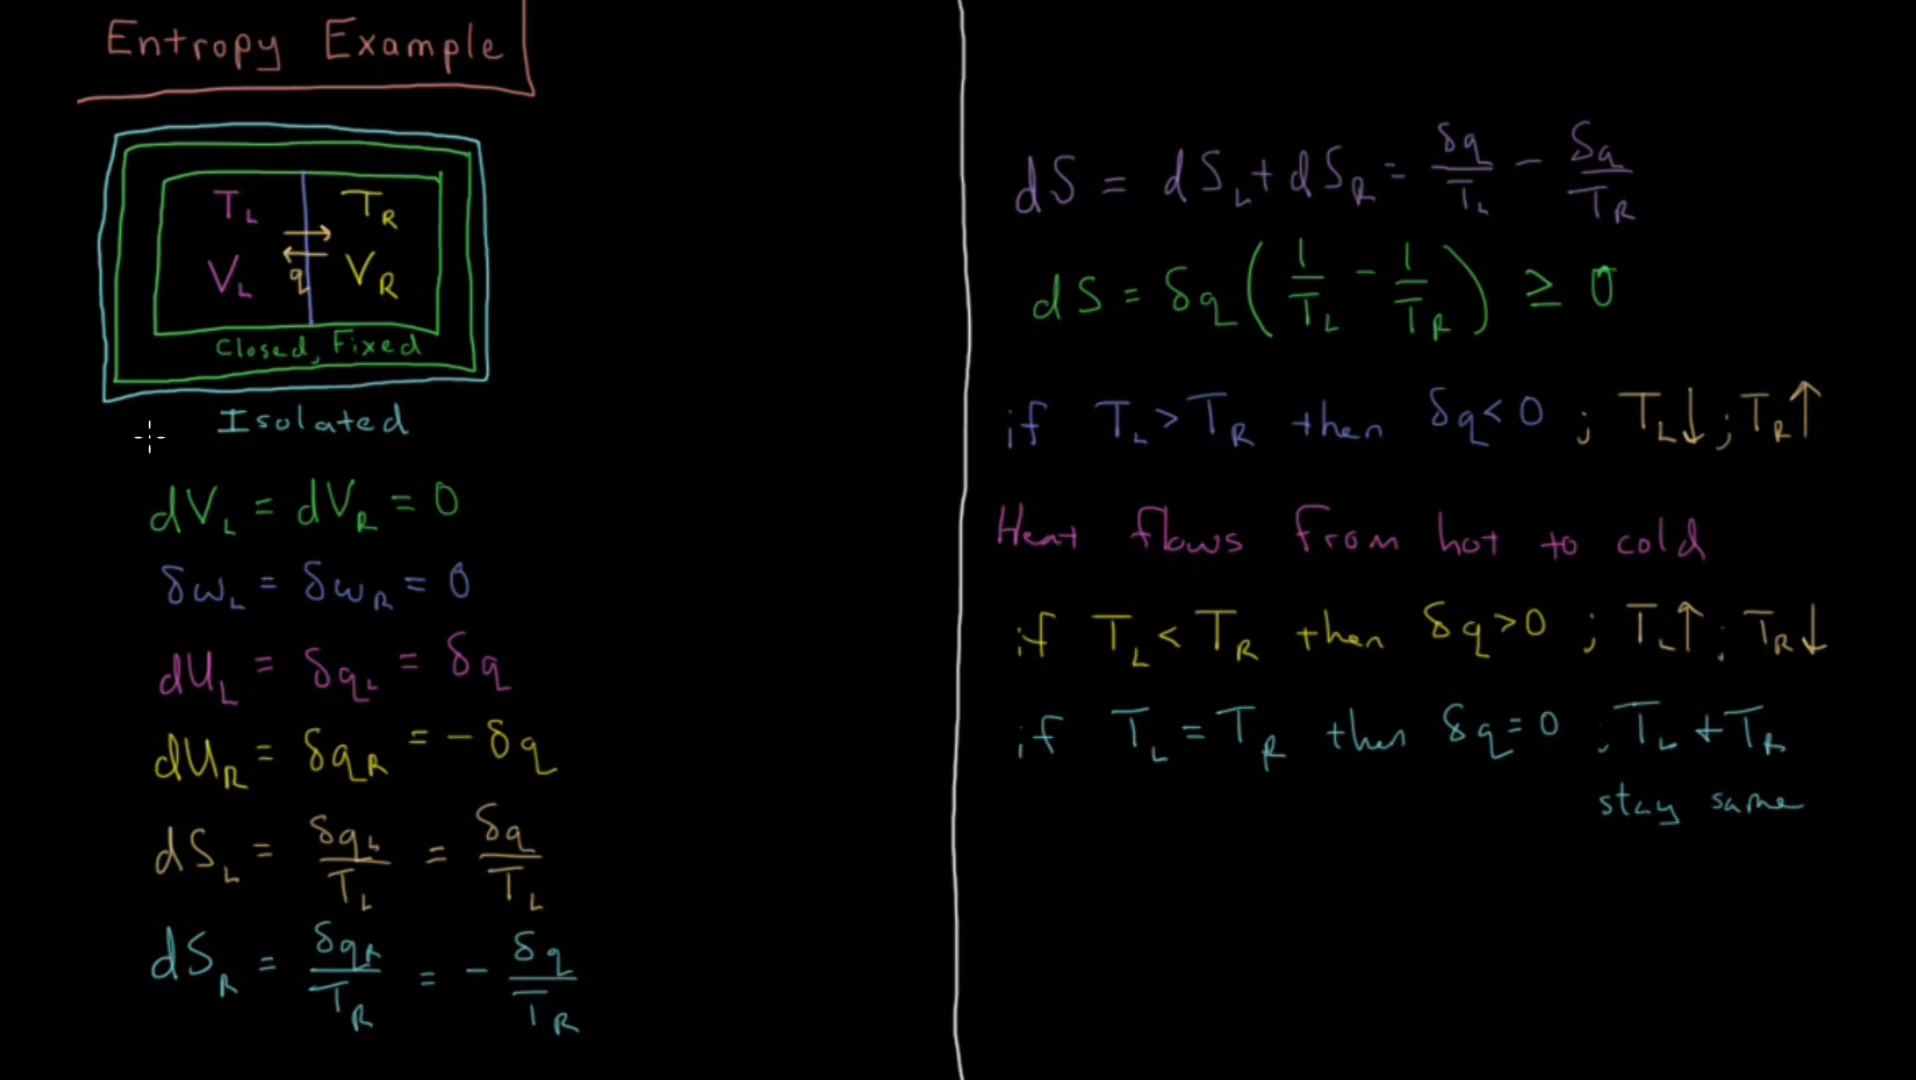 Entropy Example
T_L T_R
V_L q V_R
Closed, Fixed
Isolated
dV_L = dV_R = 0
δw_L = δw_R = 0
dU_L = δq_L = δq
dU_R = δq_R = -δq
dS_L = δq_L/T_L = δq/T_L
dS_R = δq_R/T_R = -δq/T_R
dS = dS_L + dS_R = δq/T_L - δq/T_R
dS = δq(1/T_L - 1/T_R) ≥ 0
if T_L > T_R then δq < 0 ; T_L↓ ; T_R↑
Heat flows from hot to cold
if T_L < T_R then δq > 0 ; T_L↑ ; T_R↓
if T_L = T_R then δq = 0 ; T_L + T_R
stay same